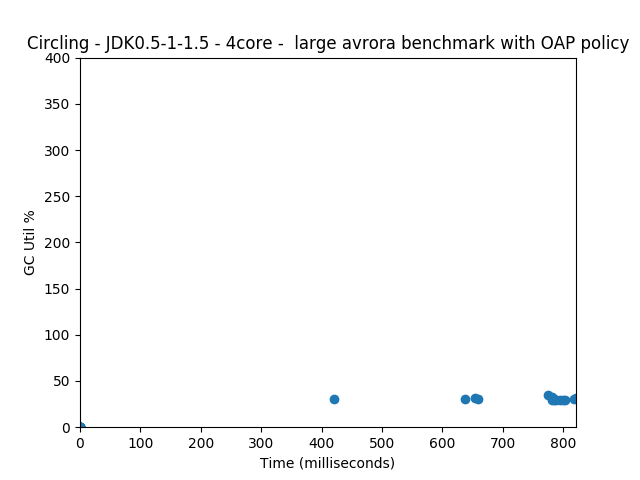 Circling - JDK0.5-1-1.5 - 4core -  large avrora benchmark with OAP policy
400
350
300
250
200
150
100
50
0
GC Util %
0 100 200 300 400 500 600 700 800
Time (milliseconds)